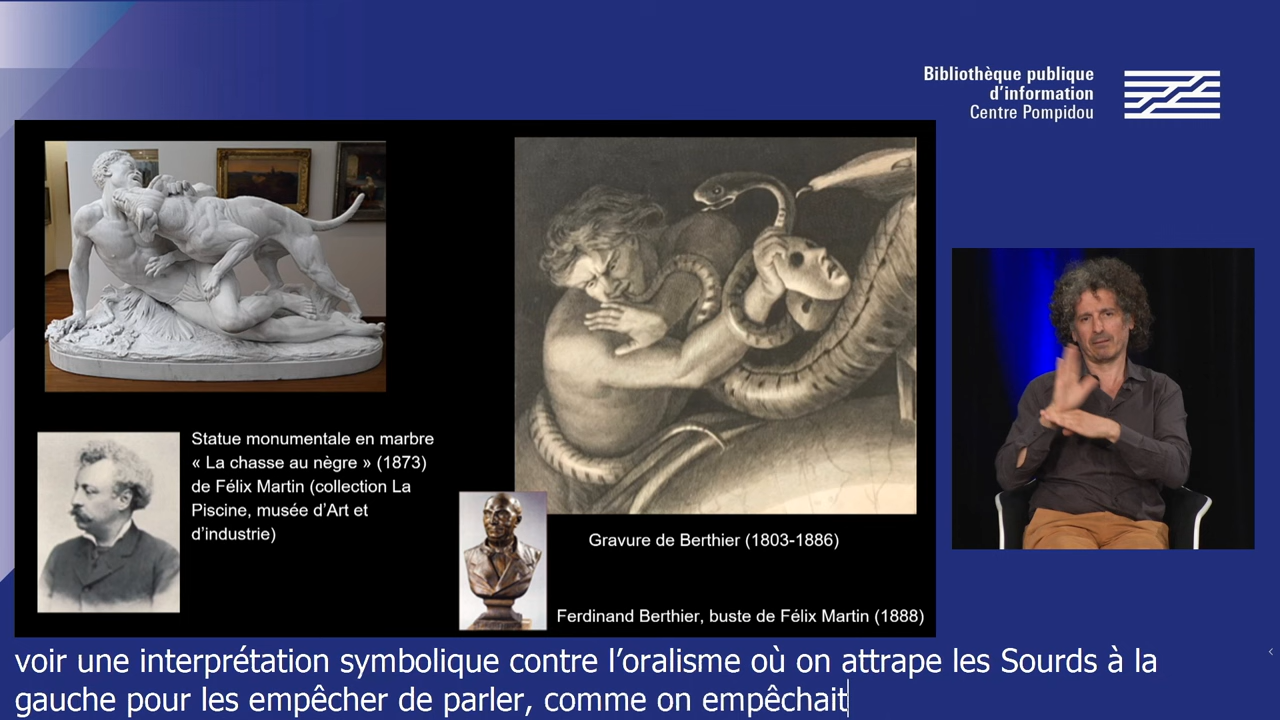 Bibliothèque publique
d'information
Centre Pompidou
Statue monumentale en marbre
« La chasse au nègre » (1873)
de Félix Martin (collection La
Piscine, musée d'Art et
d'industrie)
Gravure de Berthier (1803-1886)
Ferdinand Berthier, buste de Félix Martin (1888)
voir une interprétation symbolique contre l'oralisme où on attrape les Sourds à la
gauche pour les empêcher de parler, comme on empêchait